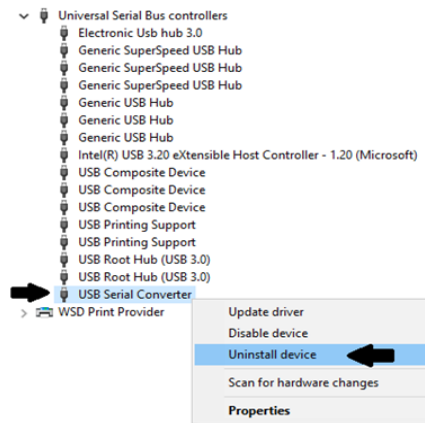 Universal Serial Bus controllers
Electronic Usb hub 3.0
Generic SuperSpeed USB Hub
Generic SuperSpeed USB Hub
Generic SuperSpeed USB Hub
Generic USB Hub
Generic USB Hub
Generic USB Hub
Intel(R) USB 3.20 eXtensible Host Controller - 1.20 (Microsoft)
USB Composite Device
USB Composite Device
USB Composite Device
USB Printing Support
USB Printing Support
USB Root Hub (USB 3.0)
USB Root Hub (USB 3.0)
USB Serial Converter
WSD Print Provider
Update driver
Disable device
Uninstall device
Scan for hardware changes
Properties